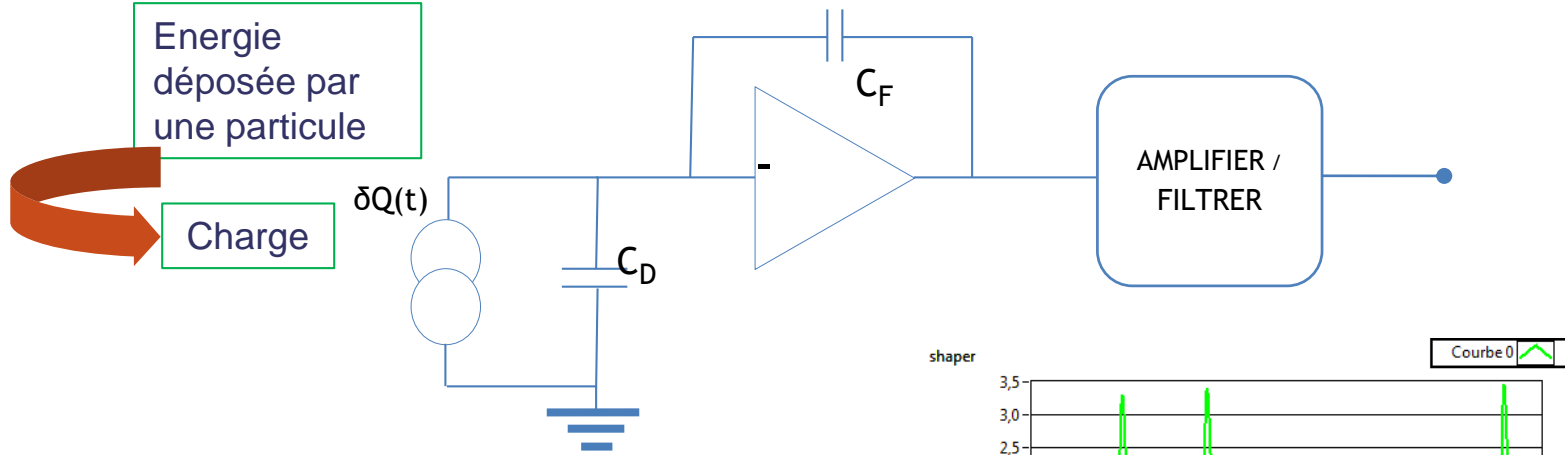 Energie
déposée par
une particule
Charge
δQ(t)
C_D
C_F
-
AMPLIFIER /
FILTRER
shaper
Courbe 0
3,5
3,0
2,5